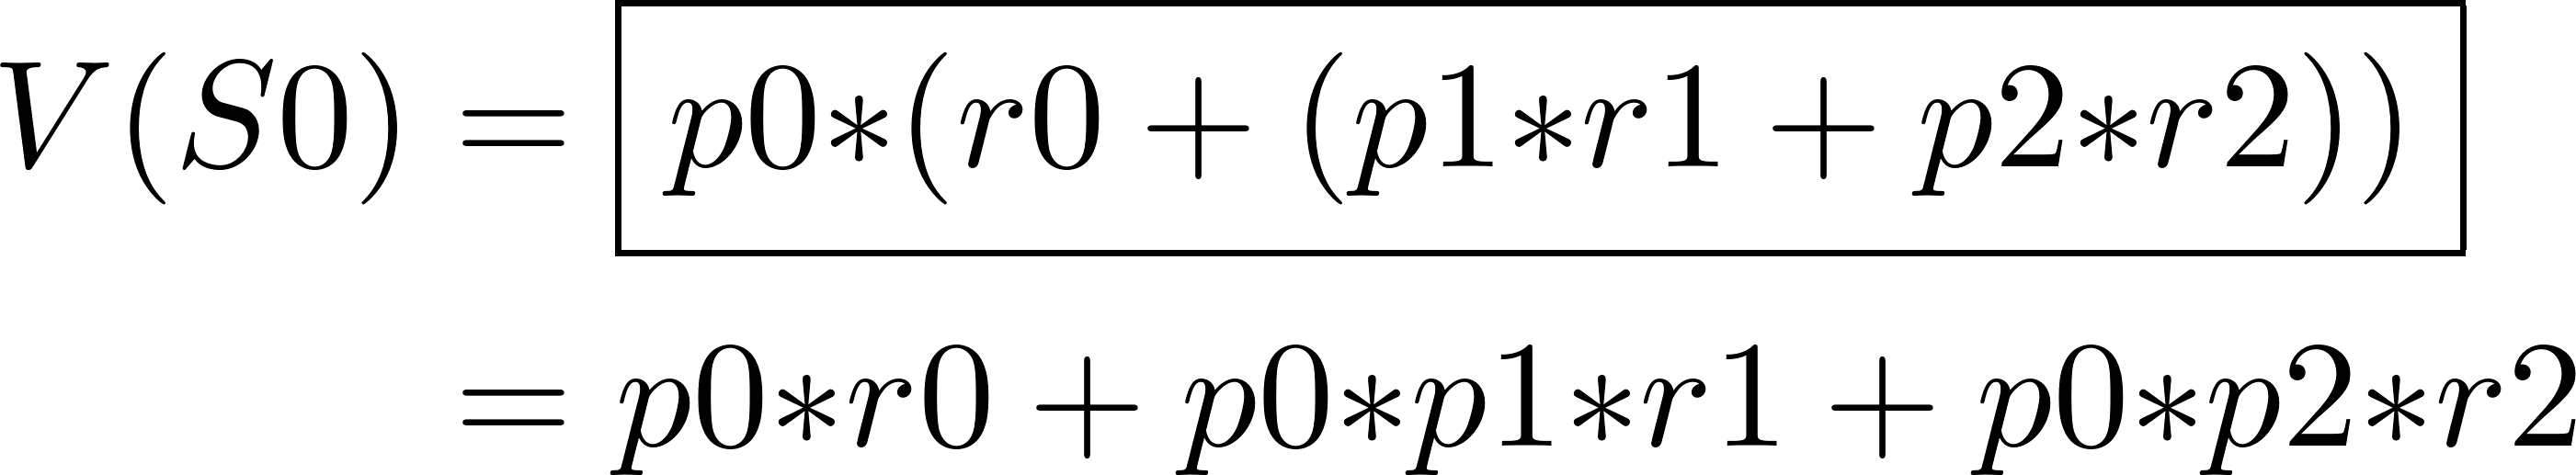 V(S0) = p0*(r0 + (p1*r1 + p2*r2))
= p0*r0 + p0*p1*r1 + p0*p2*r2